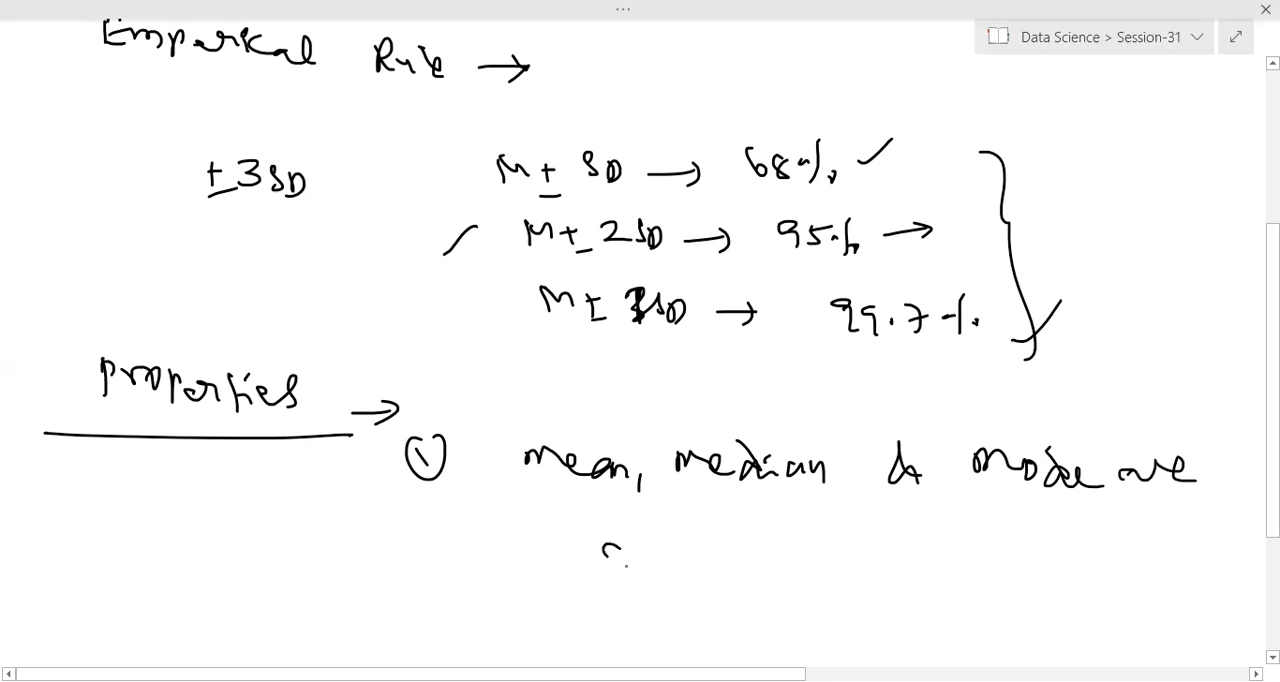 Data Science > Session-31
Emperical Rule →
±3SD
M ± SD → 68%
M ± 2SD → 95% →
M ± 3SD → 99.7%
Properties →
① mean, median & mode are